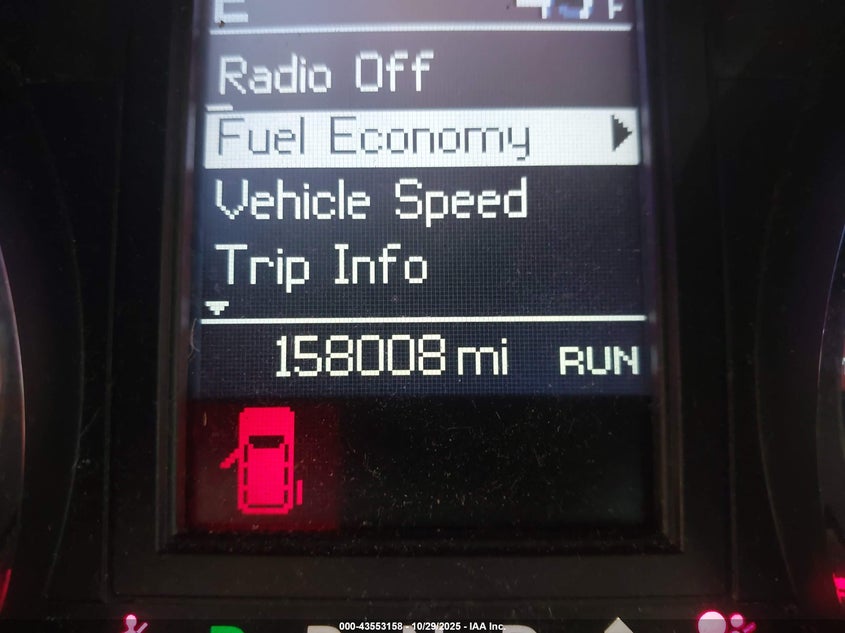 E
Radio Off
Fuel Economy
Vehicle Speed
Trip Info
158008 mi RUN
000-43553158 - 10/29/2025 - IAA Inc.